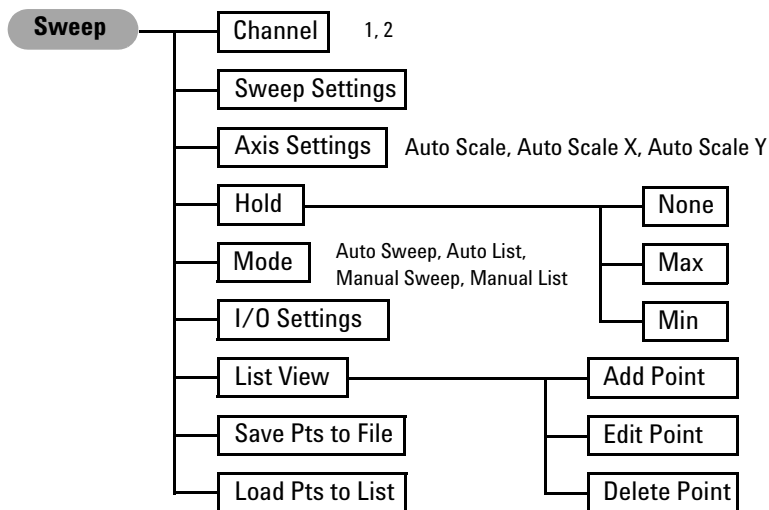 Sweep
Channel 1, 2
Sweep Settings
Axis Settings Auto Scale, Auto Scale X, Auto Scale Y
Hold
None
Max
Min
Mode Auto Sweep, Auto List,
Manual Sweep, Manual List
I/O Settings
List View
Add Point
Edit Point
Delete Point
Save Pts to File
Load Pts to List